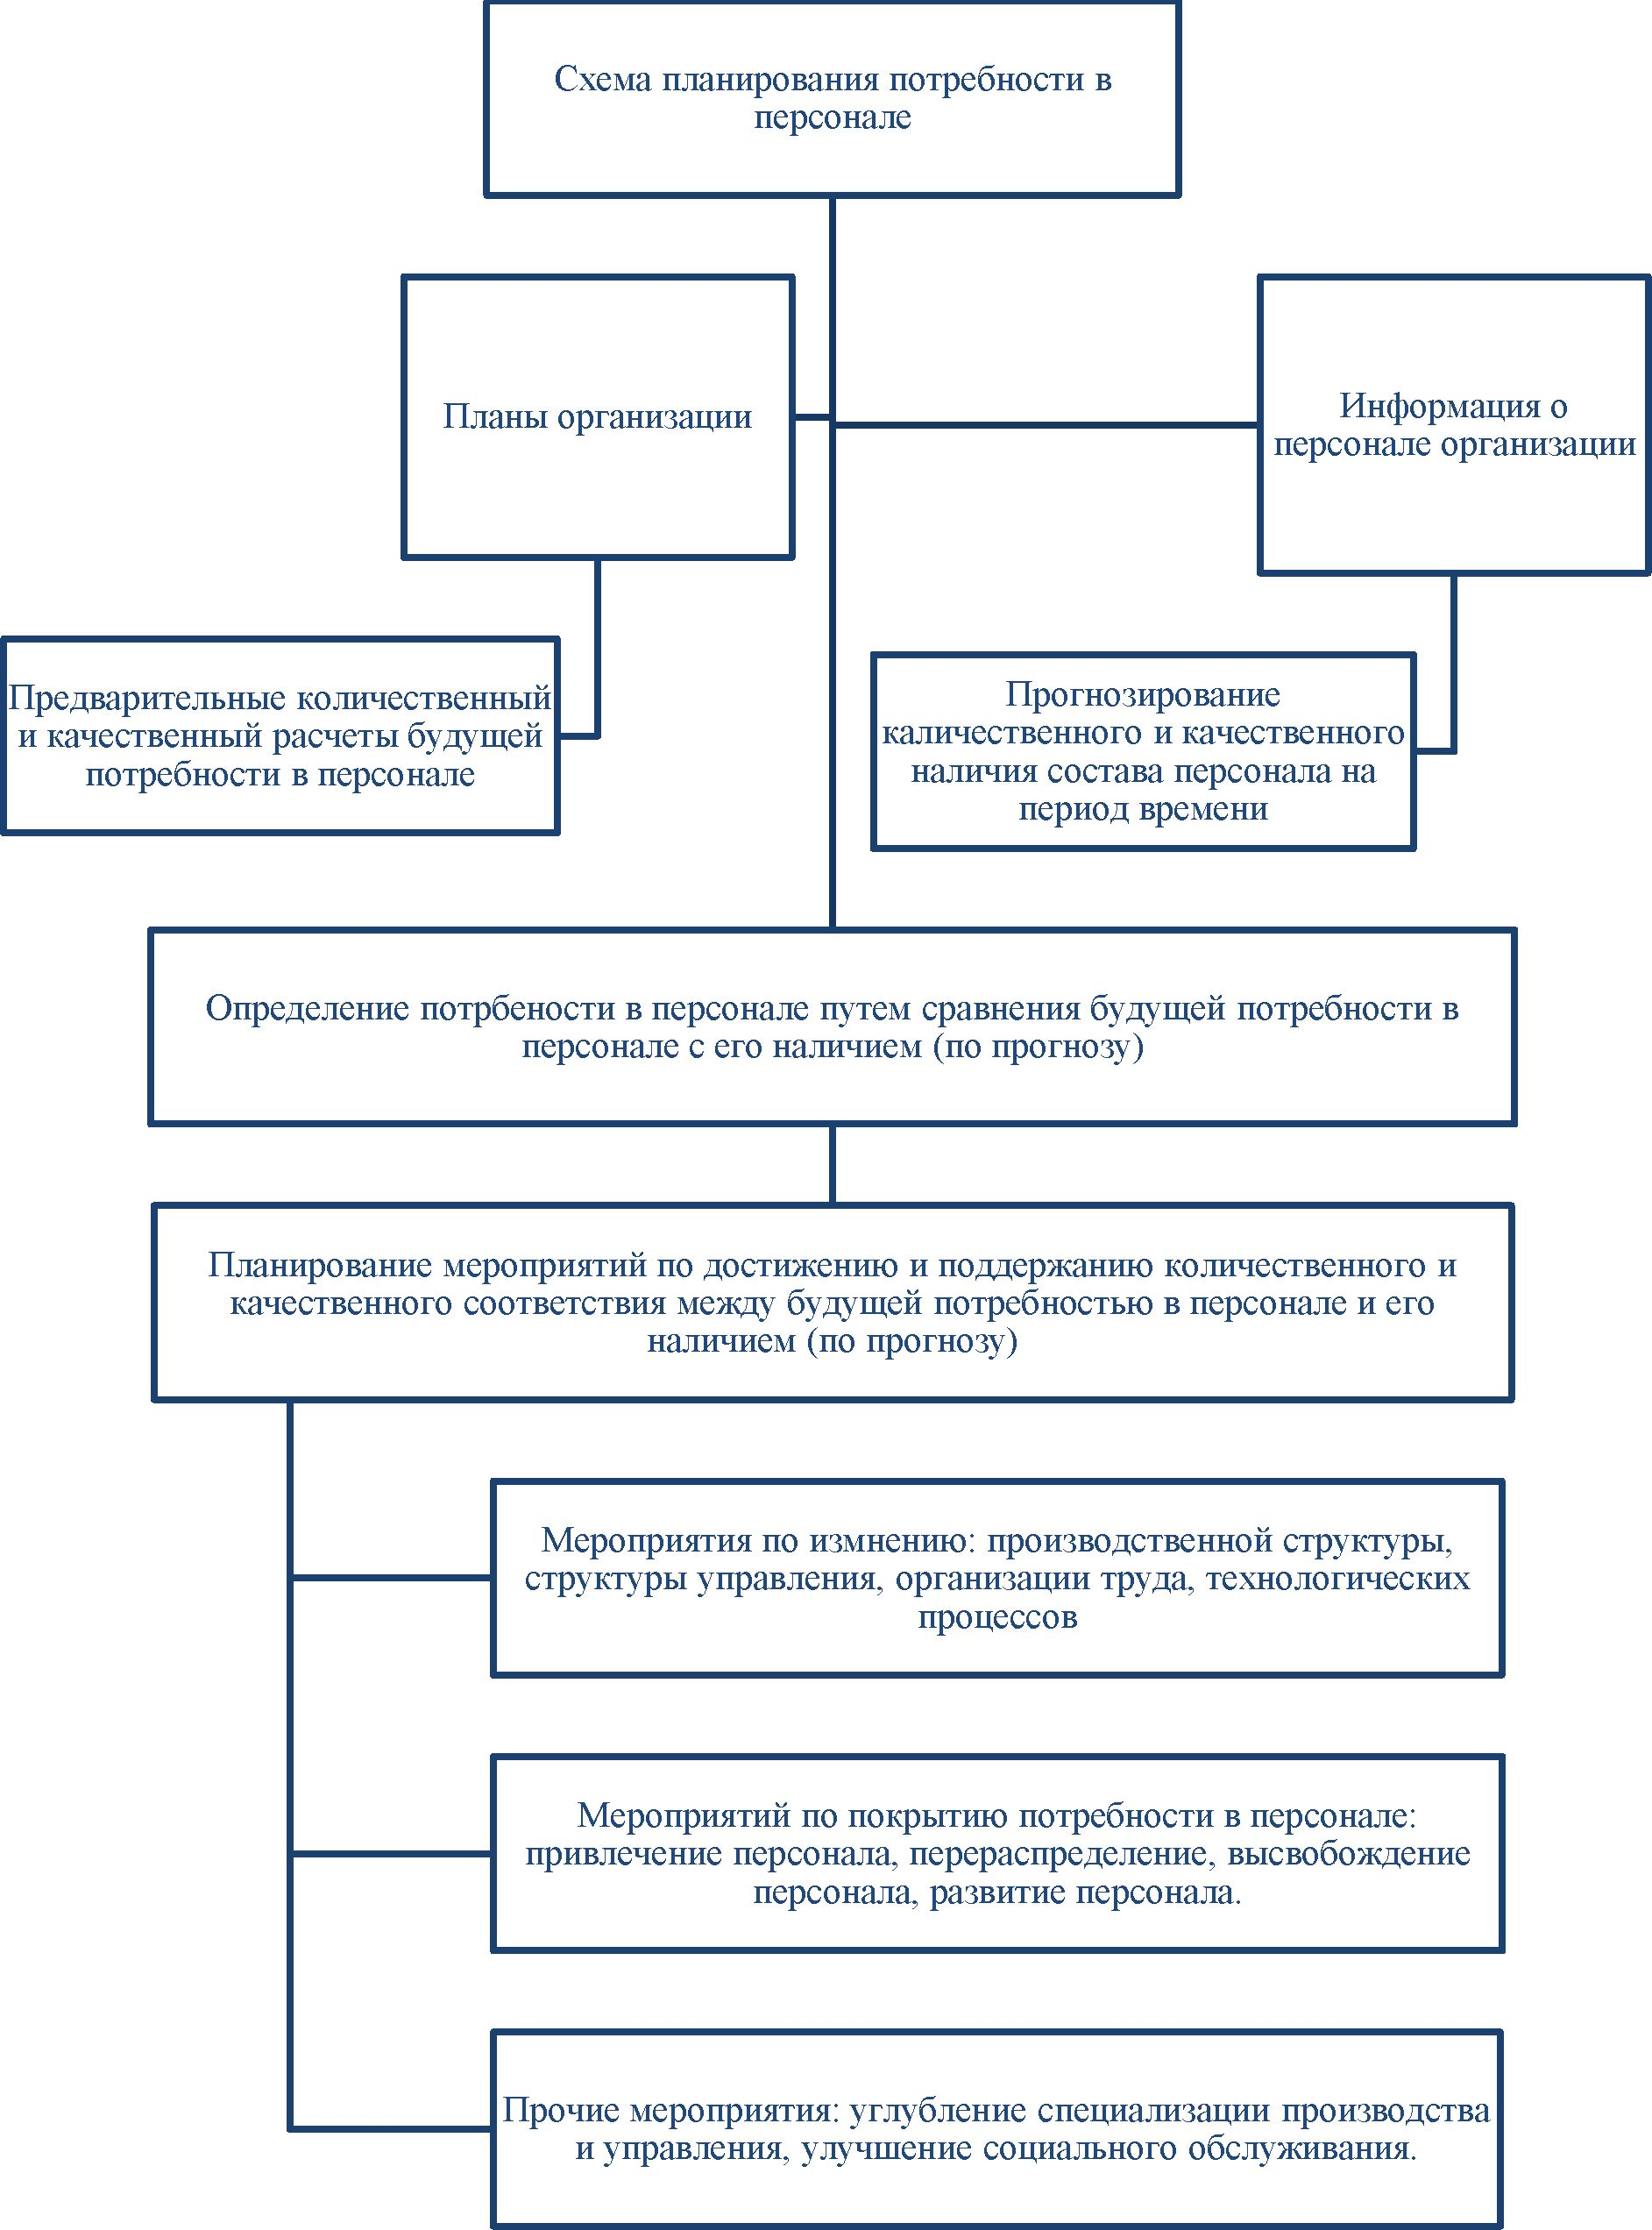 Схема планирования потребности в
персонале
Планы организации
Информация о
персонале организации
Предварительные количественный
и качественный расчеты будущей
потребности в персонале
Прогнозирование
каличественного и качественного
наличия состава персонала на
период времени
Определение потрбености в персонале путем сравнения будущей потребности в
персонале с его наличием (по прогнозу)
Планирование мероприятий по достижению и поддержанию количественного и
качественного соответствия между будущей потребностью в персонале и его
наличием (по прогнозу)
Мероприятия по измнению: производственной структуры,
структуры управления, организации труда, технологических
процессов
Мероприятий по покрытию потребности в персонале:
привлечение персонала, перераспределение, высвобождение
персонала, развитие персонала.
Прочие мероприятия: углубление специализации производства
и управления, улучшение социального обслуживания.